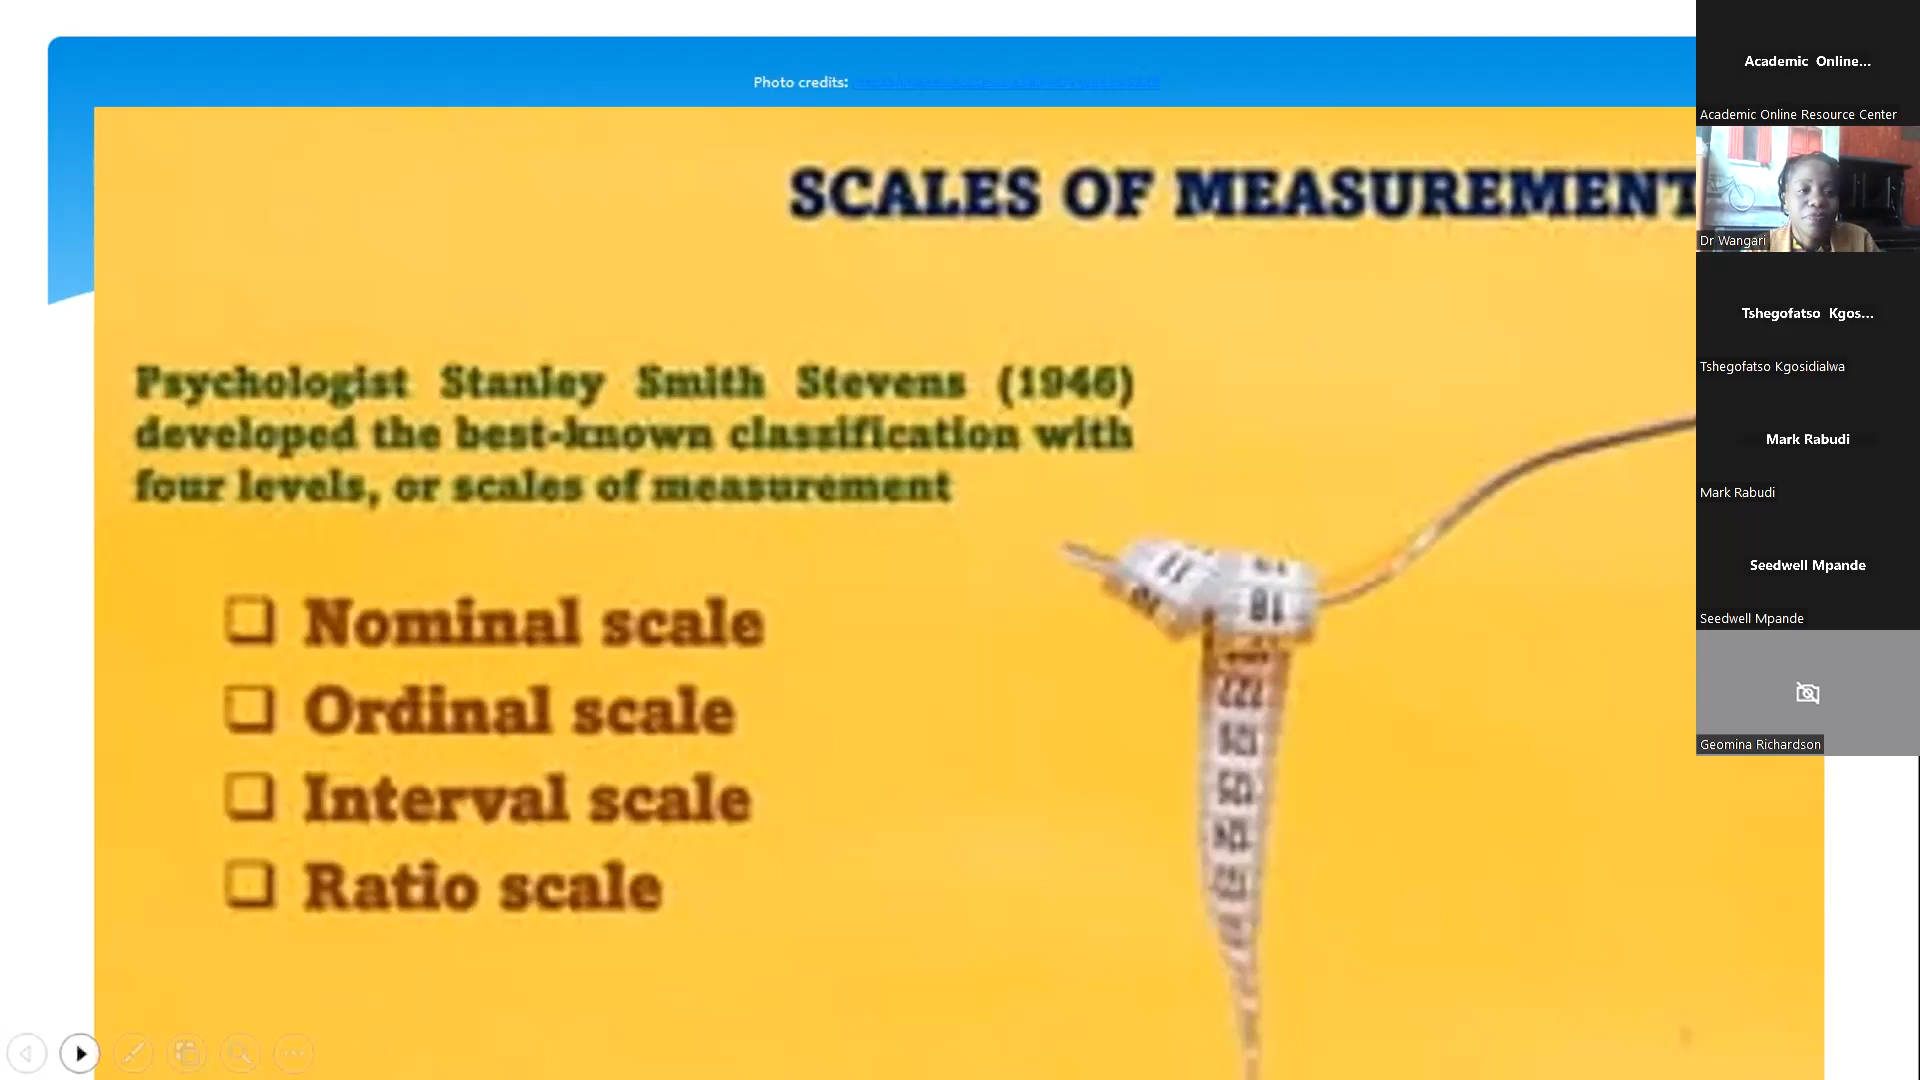 Photo credits:
SCALES OF MEASUREMENT
Psychologist Stanley Smith Stevens (1946)
developed the best-known classification with
four levels, or scales of measurement
❑ Nominal scale
❑ Ordinal scale
❑ Interval scale
❑ Ratio scale
11
18
Academic Online...
Academic Online Resource Center
Dr Wangari
Tshegofatso Kgos...
Tshegofatso Kgosidialwa
Mark Rabudi
Mark Rabudi
Seedwell Mpande
Seedwell Mpande
Geomina Richardson